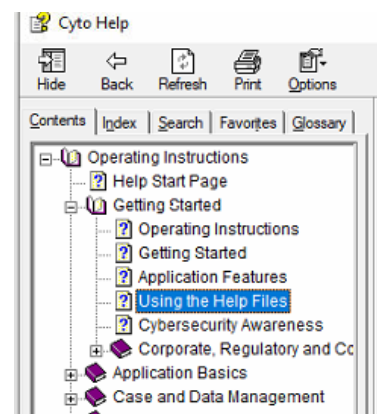 Cyto Help
Hide Back Refresh Print Options
Contents Index Search Favorites Glossary
Operating Instructions
Help Start Page
Getting Started
Operating Instructions
Getting Started
Application Features
Using the Help Files
Cybersecurity Awareness
Corporate, Regulatory and Cc
Application Basics
Case and Data Management